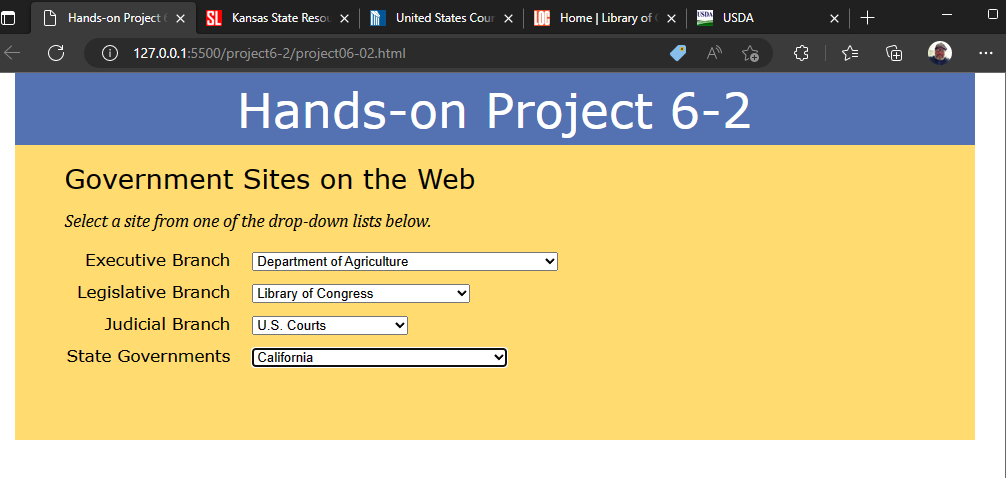 Hands-on Project 6 SL Kansas State Resou United States Cour LOC Home | Library of C USDA USDA
127.0.0.1:5500/project6-2/project06-02.html
Hands-on Project 6-2
Government Sites on the Web
Select a site from one of the drop-down lists below.
Executive Branch Department of Agriculture
Legislative Branch Library of Congress
Judicial Branch U.S. Courts
State Governments California